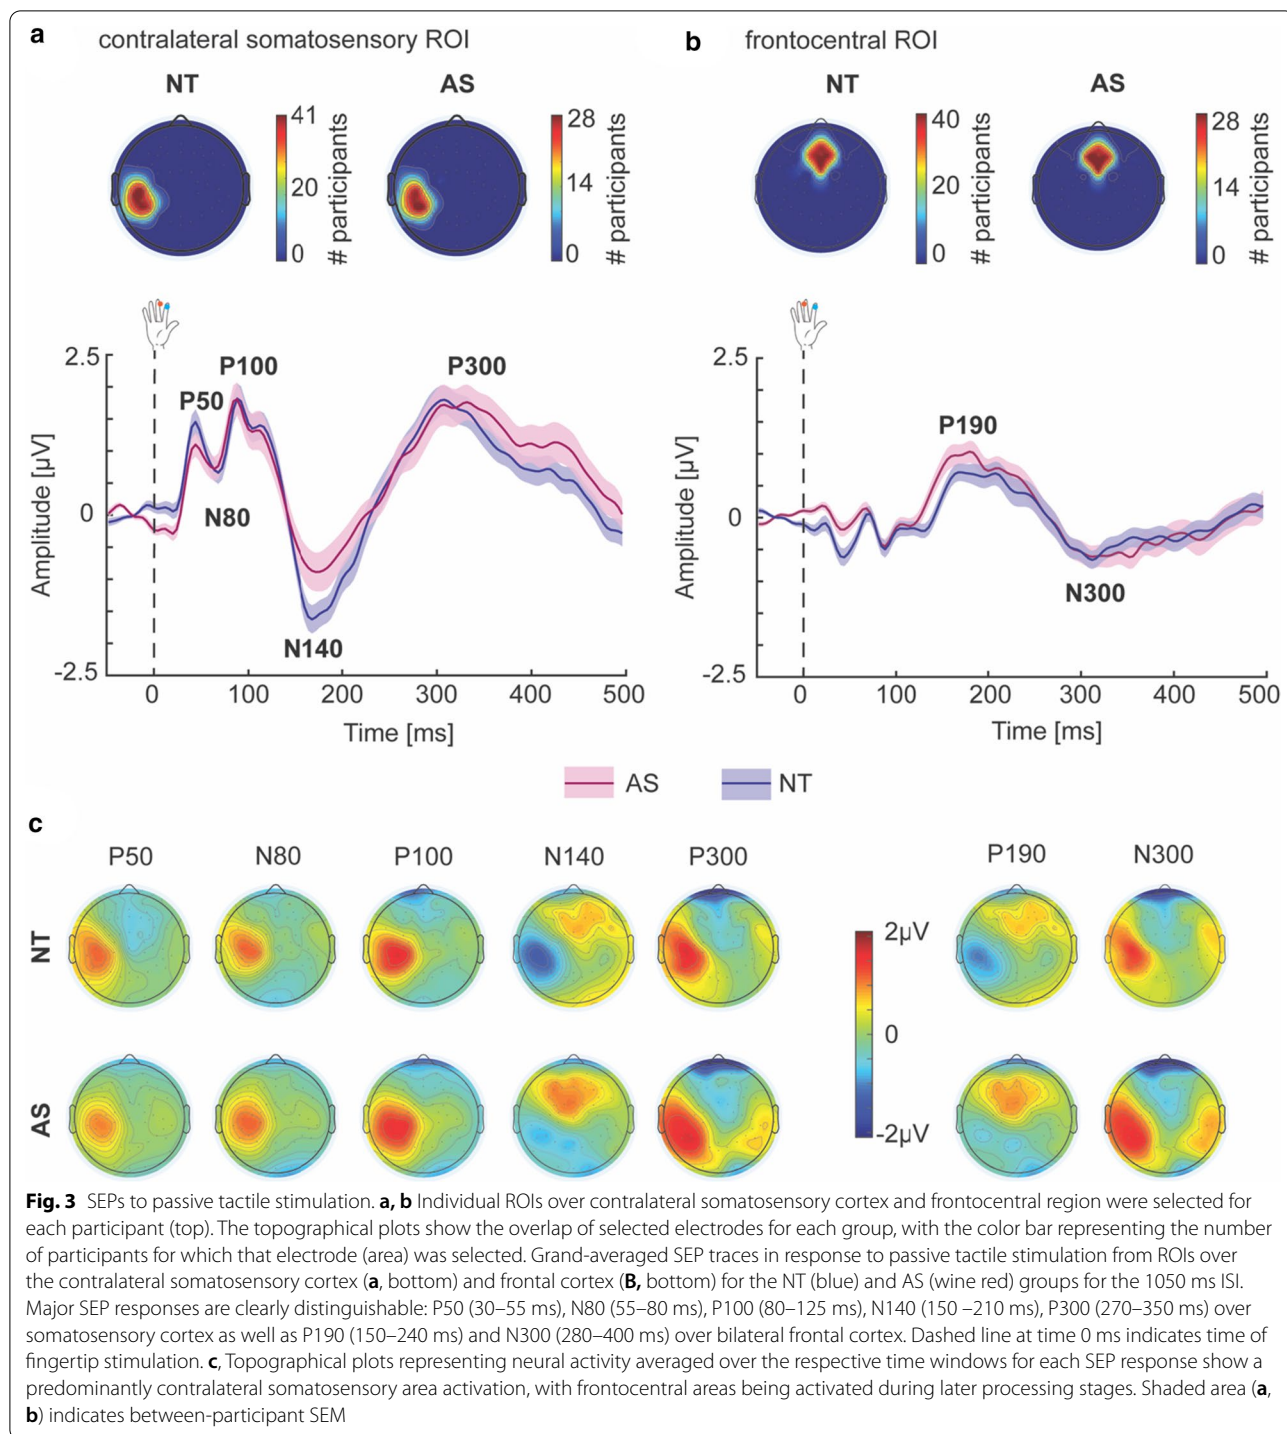 a contralateral somatosensory ROI
NT
AS
41
20
0
# participants
28
14
0
# participants
b frontocentral ROI
NT
AS
40
20
0
# participants
28
14
0
# participants
2.5
0
-2.5
Amplitude [µV]
P50
P100
N80
N140
P300
0 100 200 300 400 500
Time [ms]
2.5
0
-2.5
Amplitude [µV]
P190
N300
0 100 200 300 400 500
Time [ms]
AS NT
c
P50 N80 P100 N140 P300 P190 N300
NT
AS
2µV
0
-2µV
Fig. 3 SEPs to passive tactile stimulation. a, b Individual ROIs over contralateral somatosensory cortex and frontocentral region were selected for
each participant (top). The topographical plots show the overlap of selected electrodes for each group, with the color bar representing the number
of participants for which that electrode (area) was selected. Grand-averaged SEP traces in response to passive tactile stimulation from ROIs over
the contralateral somatosensory cortex (a, bottom) and frontal cortex (B, bottom) for the NT (blue) and AS (wine red) groups for the 1050 ms ISI.
Major SEP responses are clearly distinguishable: P50 (30–55 ms), N80 (55–80 ms), P100 (80–125 ms), N140 (150 –210 ms), P300 (270–350 ms) over
somatosensory cortex as well as P190 (150–240 ms) and N300 (280–400 ms) over bilateral frontal cortex. Dashed line at time 0 ms indicates time of
fingertip stimulation. c, Topographical plots representing neural activity averaged over the respective time windows for each SEP response show a
predominantly contralateral somatosensory area activation, with frontocentral areas being activated during later processing stages. Shaded area (a,
b) indicates between-participant SEM